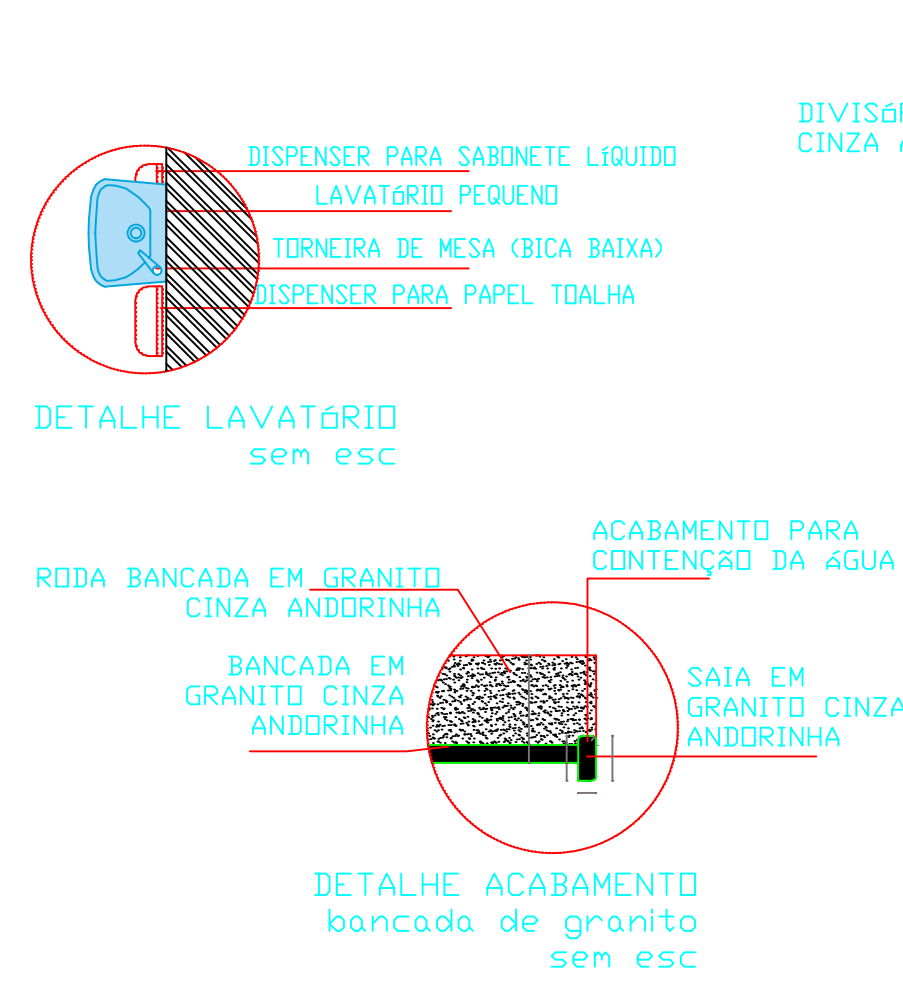 DIVISÓR
CINZA A
DISPENSER PARA SABONETE LÍQUIDO
LAVATÓRIO PEQUENO
TORNEIRA DE MESA (BICA BAIXA)
DISPENSER PARA PAPEL TOALHA
DETALHE LAVATÓRIO
sem esc
ACABAMENTO PARA
CONTENÇÃO DA ÁGUA
RODA BANCADA EM GRANITO
CINZA ANDORINHA
BANCADA EM
GRANITO CINZA
ANDORINHA
SAIA EM
GRANITO CINZA
ANDORINHA
DETALHE ACABAMENTO
bancada de granito
sem esc